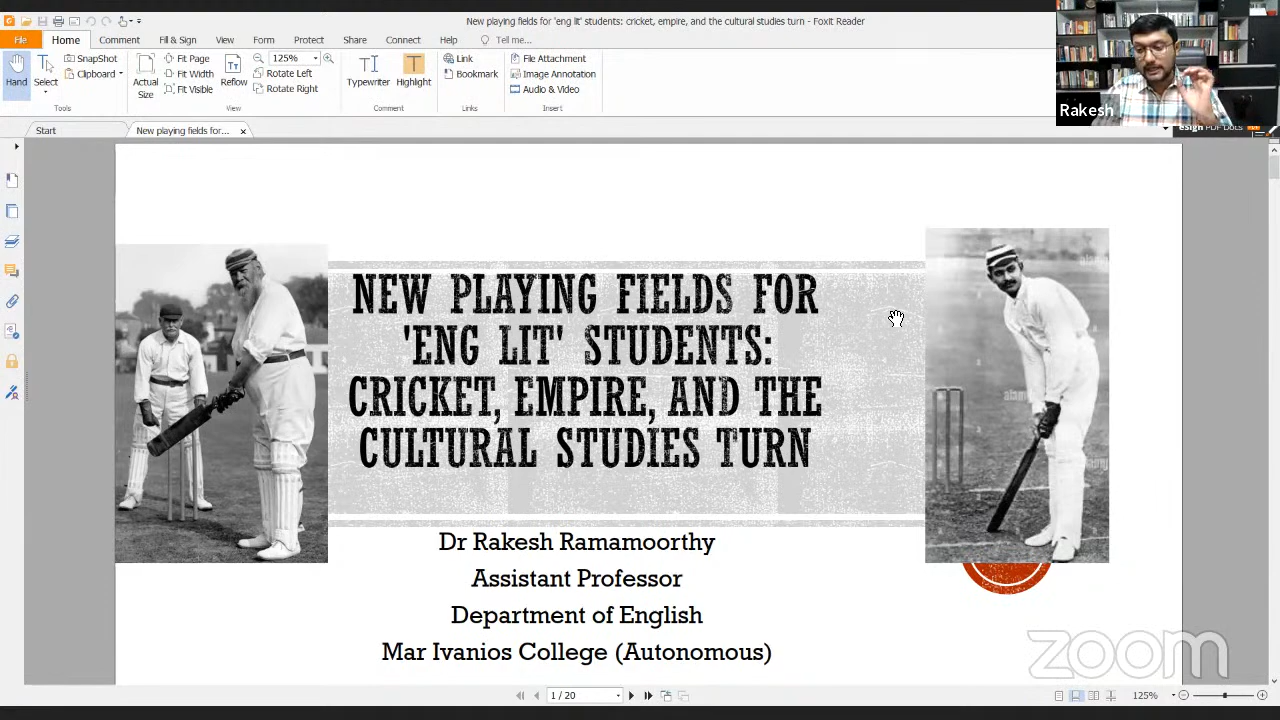 New playing fields for 'eng lit' students: cricket, empire, and the cultural studies turn - Foxit Reader
File Home Comment Fill & Sign View Form Protect Share Connect Help Tell me...
Hand
Select
SnapShot
Clipboard
Actual Size
Fit Page
Fit Width
Fit Visible
Reflow
125%
Rotate Left
Rotate Right
Typewriter
Highlight
Link
Bookmark
File Attachment
Image Annotation
Audio & Video
Tools View Comment Links Insert
Rakesh
eSign PDF Docs
Start New playing fields for...
NEW PLAYING FIELDS FOR
'ENG LIT' STUDENTS:
CRICKET, EMPIRE, AND THE
CULTURAL STUDIES TURN
Dr Rakesh Ramamoorthy
Assistant Professor
Department of English
Mar Ivanios College (Autonomous)
zoom
1 / 20
125%